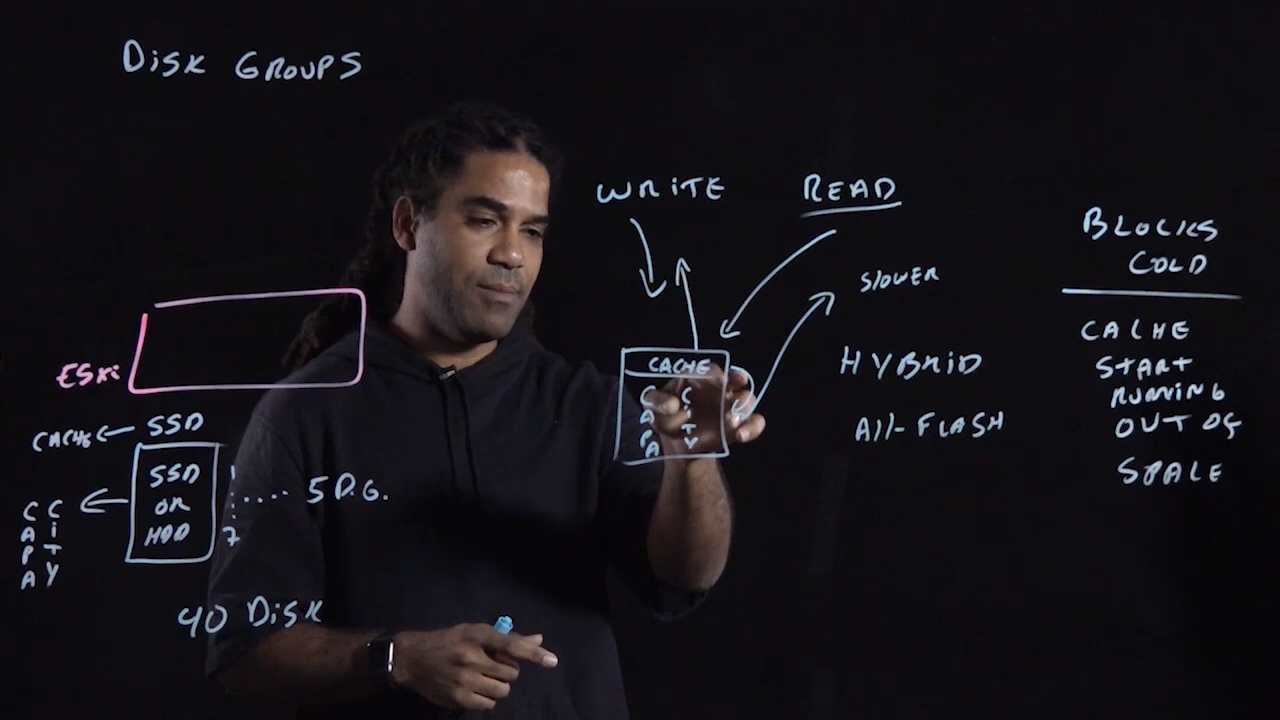 DiSK GROUPS
WRiTE
READ
SLOWER
BLOCKS
COLD
CACHE
START
RUNNING
OUT OF
SPACE
HYBRiD
All-FLASH
CACHE
C C
A i
P T
A Y
ESXi
CACHE ← SSD
SSD
OR
HDD
1
7
5 D.G.
C C
A i
P T
A Y
40 DiSK